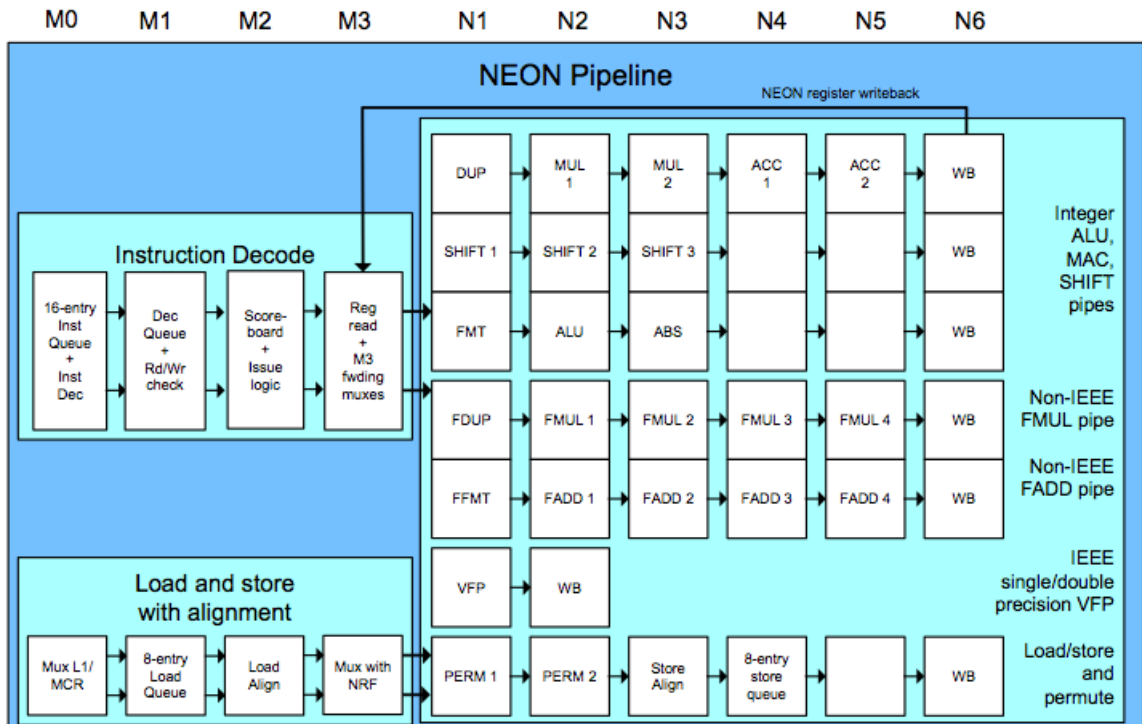 M0 M1 M2 M3 N1 N2 N3 N4 N5 N6
NEON Pipeline
NEON register writeback
Instruction Decode
16-entry
Inst
Queue
+
Inst
Dec
Dec
Queue
+
Rd/Wr
check
Score-
board
+
Issue
logic
Reg
read
+
M3
fwding
muxes
DUP
MUL
1
MUL
2
ACC
1
ACC
2
WB
SHIFT 1
SHIFT 2
SHIFT 3
WB
FMT
ALU
ABS
WB
Integer
ALU,
MAC,
SHIFT
pipes
FDUP
FMUL 1
FMUL 2
FMUL 3
FMUL 4
WB
Non-IEEE
FMUL pipe
FFMT
FADD 1
FADD 2
FADD 3
FADD 4
WB
Non-IEEE
FADD pipe
VFP
WB
IEEE
single/double
precision VFP
Load and store
with alignment
Mux L1/
MCR
8-entry
Load
Queue
Load
Align
Mux with
NRF
PERM 1
PERM 2
Store
Align
8-entry
store
queue
WB
Load/store
and
permute